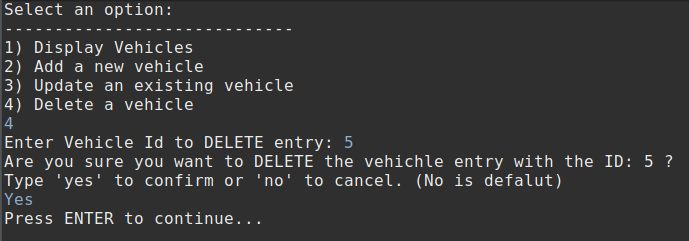 Select an option:
-----------------------------
1) Display Vehicles
2) Add a new vehicle
3) Update an existing vehicle
4) Delete a vehicle
4
Enter Vehicle Id to DELETE entry: 5
Are you sure you want to DELETE the vehichle entry with the ID: 5 ?
Type 'yes' to confirm or 'no' to cancel. (No is defalut)
Yes
Press ENTER to continue...